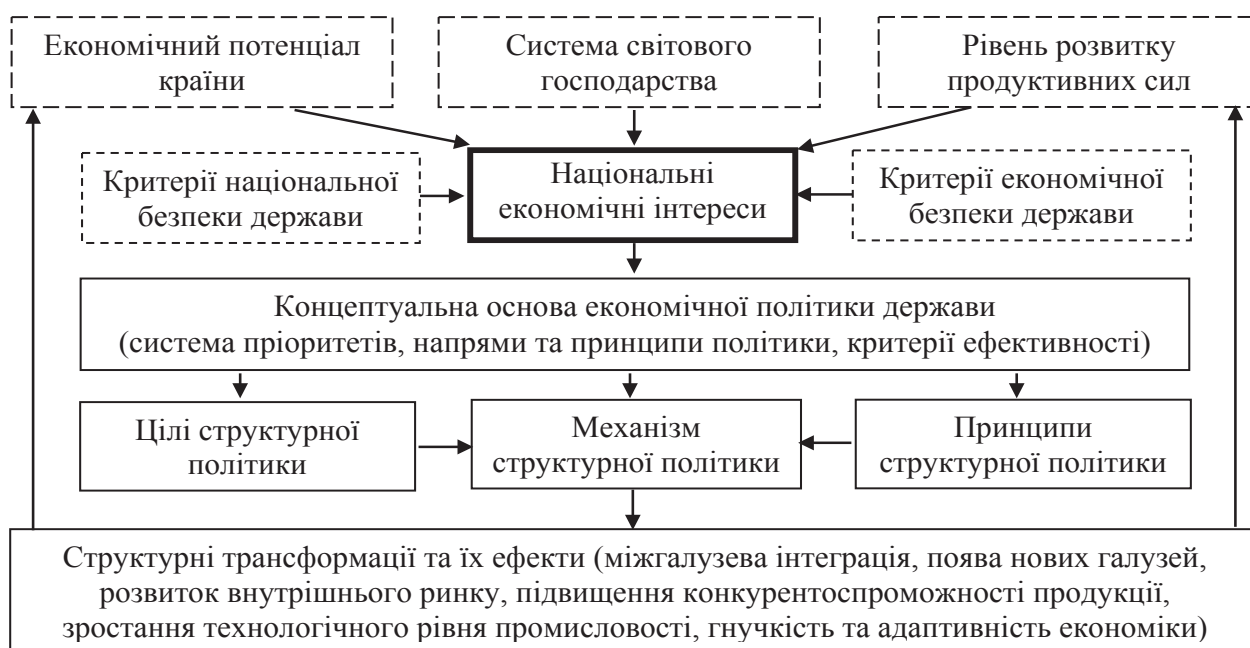 Економічний потенціал
країни
Система світового
господарства
Рівень розвитку
продуктивних сил
Критерії національної
безпеки держави
Національні
економічні інтереси
Критерії економічної
безпеки держави
Концептуальна основа економічної політики держави
(система пріоритетів, напрями та принципи політики, критерії ефективності)
Цілі структурної
політики
Механізм
структурної політики
Принципи
структурної політики
Структурні трансформації та їх ефекти (міжгалузева інтеграція, поява нових галузей,
розвиток внутрішнього ринку, підвищення конкурентоспроможності продукції,
зростання технологічного рівня промисловості, гнучкість та адаптивність економіки)